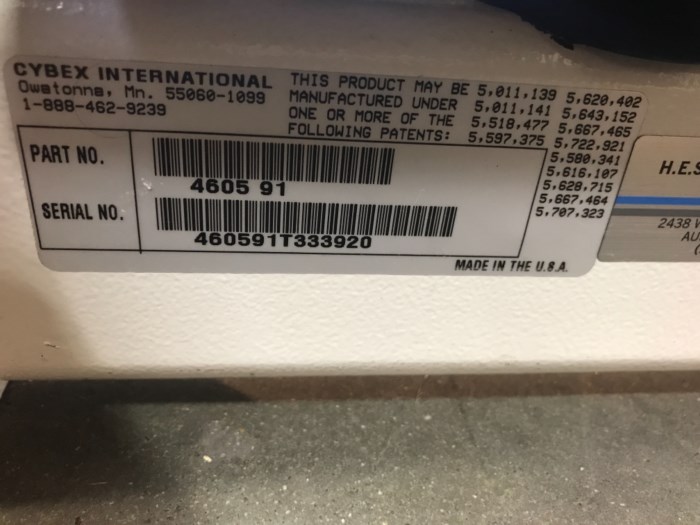 CYBEX INTERNATIONAL
Owatonna, Mn. 55060-1099
1-888-462-9239
THIS PRODUCT MAY BE
MANUFACTURED UNDER
ONE OR MORE OF THE
FOLLOWING PATENTS:
5,011,139
5,011,141
5,518,477
5,597,375
5,620,402
5,643,152
5,667,465
5,722,921
5,580,341
5,616,107
5,628,715
5,667,464
5,707,323
PART NO.
4605 91
SERIAL NO.
460591T333920
MADE IN THE U.S.A.
H.E.S
2438 W
AU
(